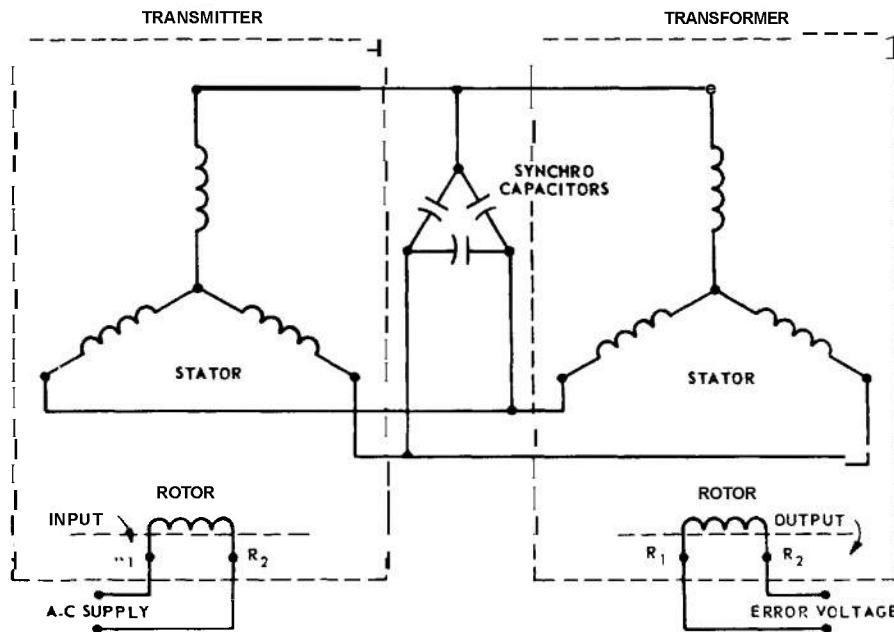 TRANSMITTER
TRANSFORMER
SYNCHRO
CAPACITORS
STATOR
STATOR
ROTOR
ROTOR
INPUT
OUTPUT
R2
R1
R2
A-C SUPPLY
ERROR VOLTAGE